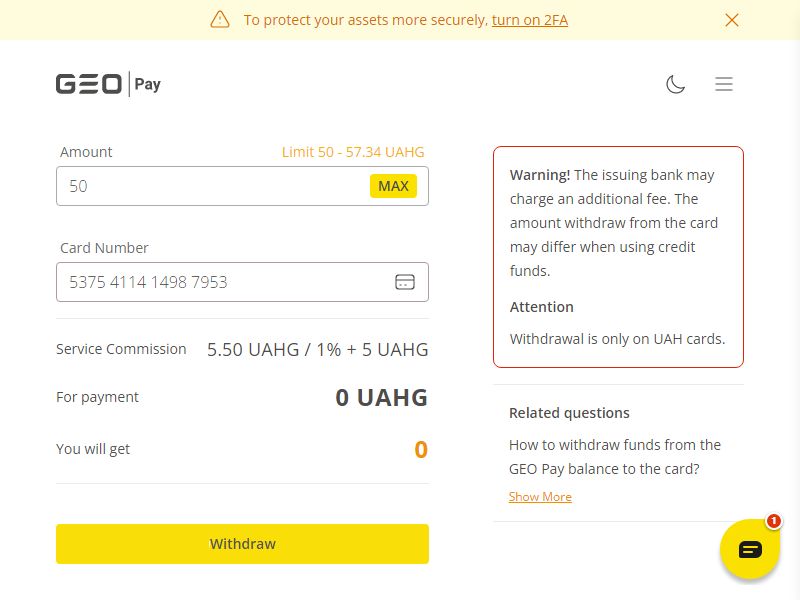 To protect your assets more securely, turn on 2FA
GEO Pay
Amount
Limit 50 - 57.34 UAHG
50
MAX
Card Number
5375 4114 1498 7953
Service Commission
5.50 UAHG / 1% + 5 UAHG
For payment
0 UAHG
You will get
0
Withdraw
Warning! The issuing bank may
charge an additional fee. The
amount withdraw from the card
may differ when using credit
funds.
Attention
Withdrawal is only on UAH cards.
Related questions
How to withdraw funds from the
GEO Pay balance to the card?
Show More
1